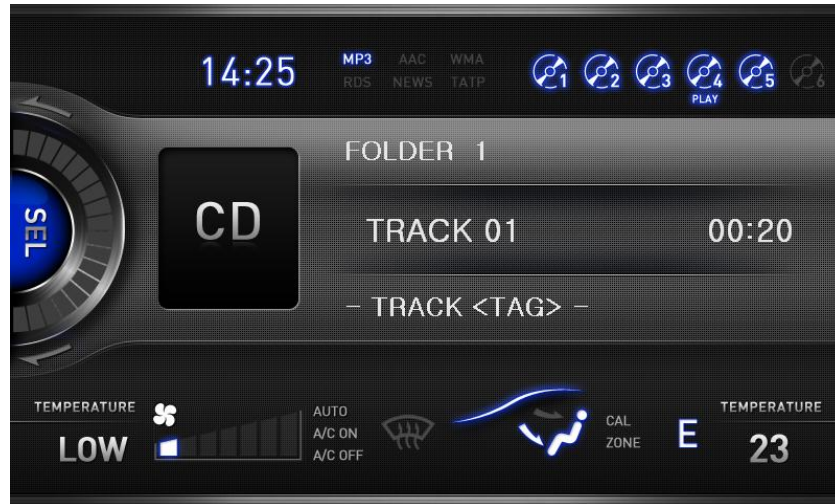 14:25 MP3 AAC WMA
RDS NEWS TATP
1 2 3 4 5 6
PLAY
FOLDER 1
SEL
CD
TRACK 01 00:20
– TRACK <TAG> –
TEMPERATURE
LOW
AUTO
A/C ON
A/C OFF
CAL
ZONE
E
TEMPERATURE
23